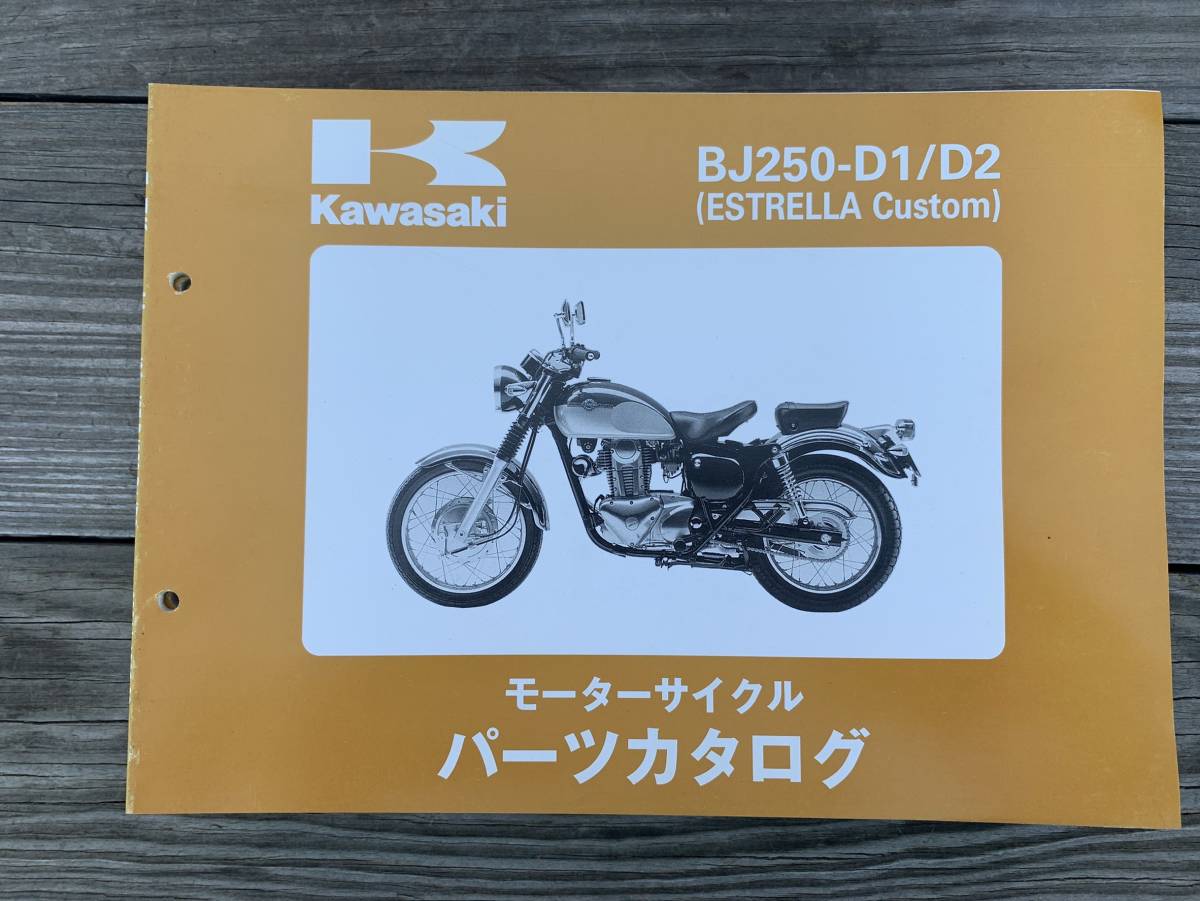 Kawasaki
BJ250-D1/D2
(ESTRELLA Custom)
モーターサイクル
パーツカタログ